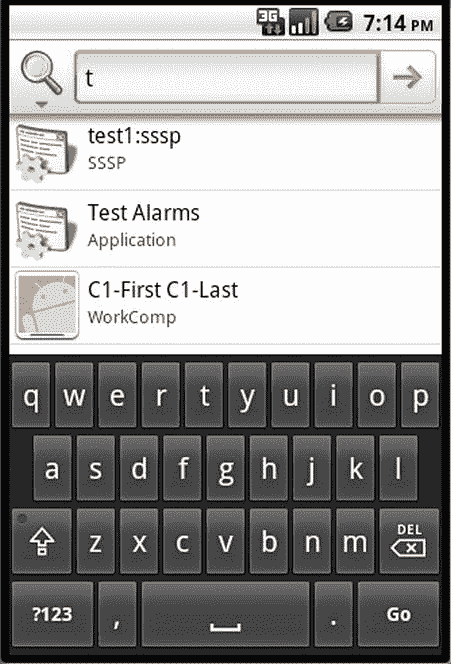 3G 7:14 PM
t
test1:sssp
SSSP
Test Alarms
Application
C1-First C1-Last
WorkComp
q w e r t y u i o p
a s d f g h j k l
z x c v b n m DEL
?123 , . Go